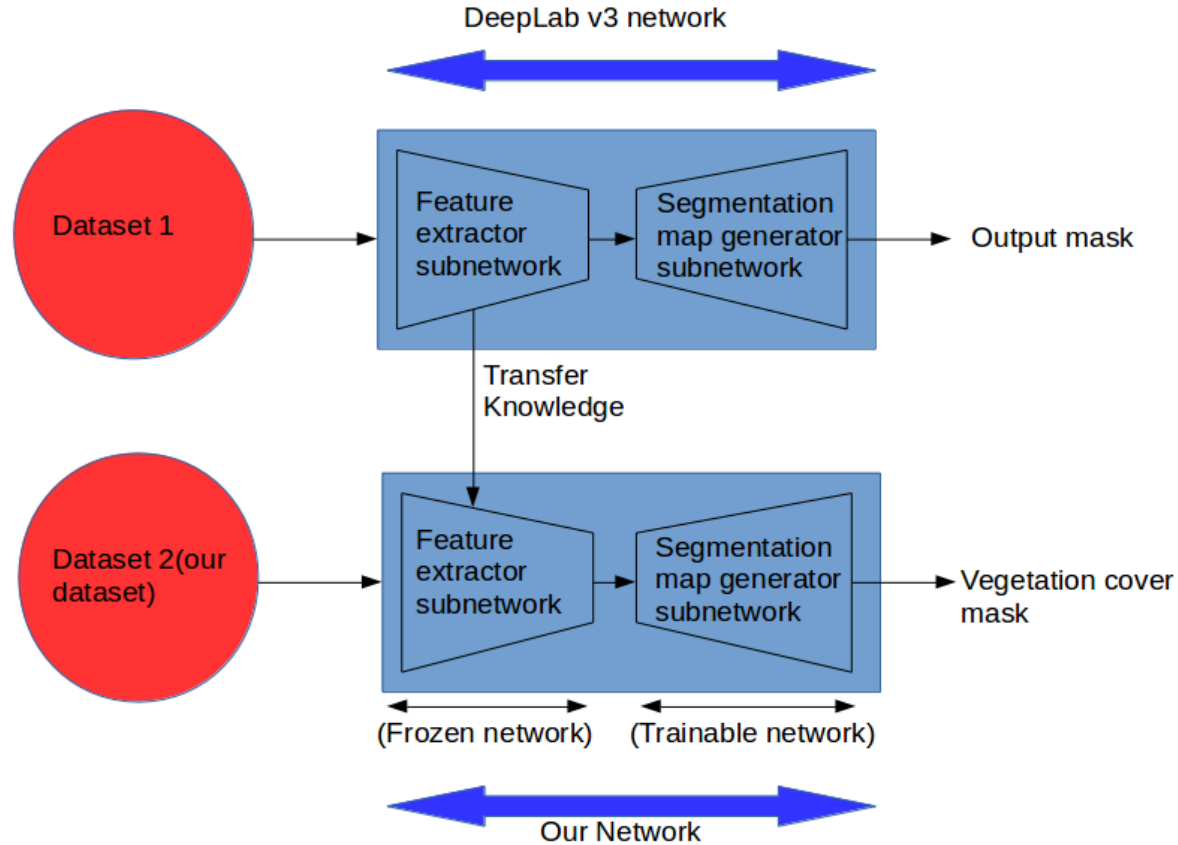 DeepLab v3 network
Dataset 1
Feature
extractor
subnetwork
Segmentation
map generator
subnetwork
Output mask
Transfer
Knowledge
Dataset 2(our
dataset)
Feature
extractor
subnetwork
Segmentation
map generator
subnetwork
Vegetation cover
mask
(Frozen network)
(Trainable network)
Our Network